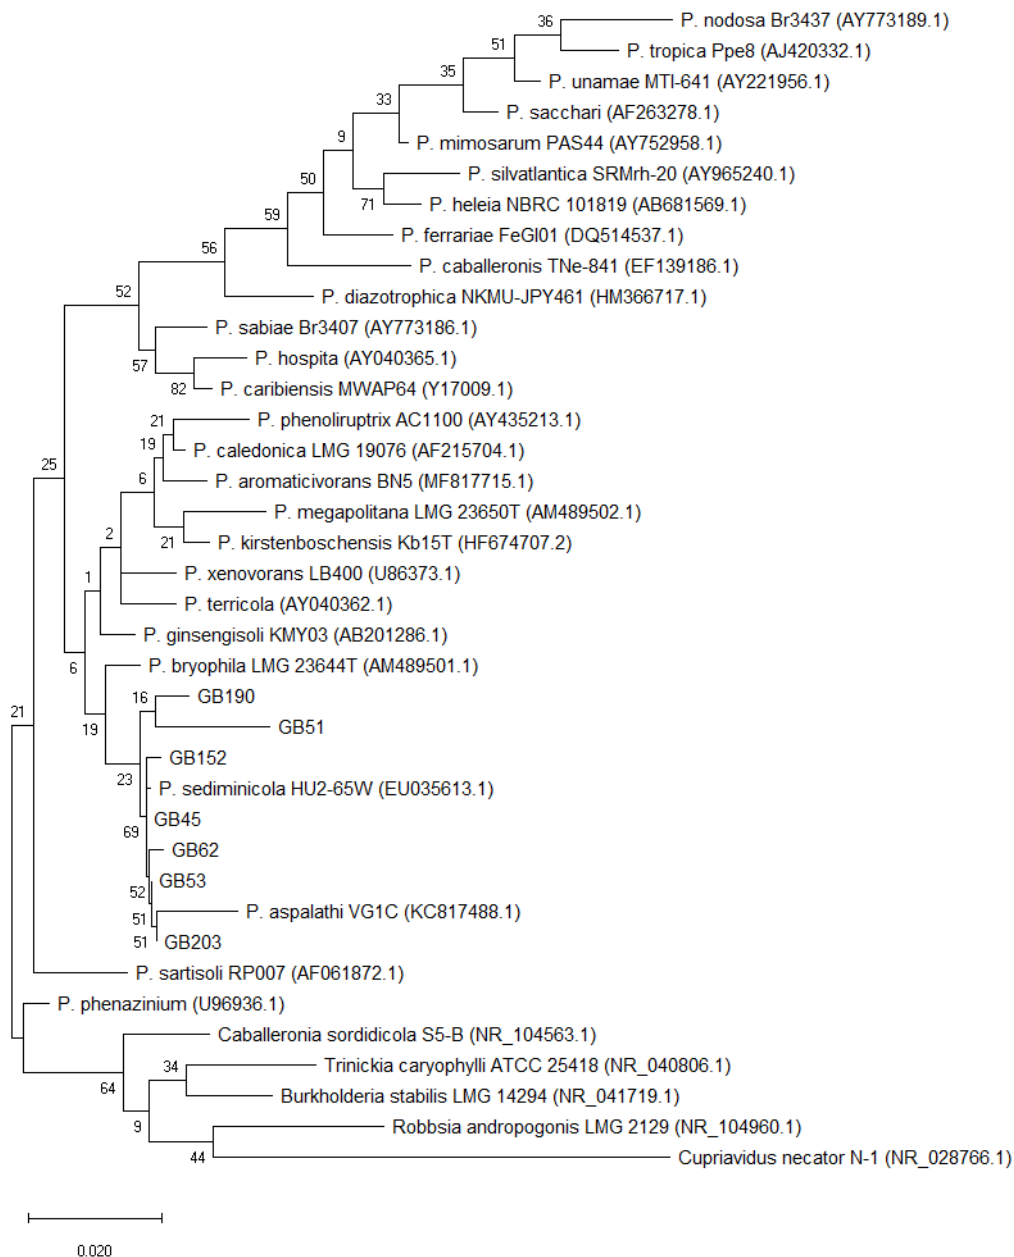 36
P. nodosa Br3437 (AY773189.1)
51
P. tropica Ppe8 (AJ420332.1)
35
P. unamae MTI-641 (AY221956.1)
33
P. sacchari (AF263278.1)
9
P. mimosarum PAS44 (AY752958.1)
50
P. silvatlantica SRMrh-20 (AY965240.1)
71
P. heleia NBRC 101819 (AB681569.1)
59
P. ferrariae FeGI01 (DQ514537.1)
56
P. caballeronis TNe-841 (EF139186.1)
52
P. diazotrophica NKMU-JPY461 (HM366717.1)
P. sabiae Br3407 (AY773186.1)
57
P. hospita (AY040365.1)
82
P. caribiensis MWAP64 (Y17009.1)
21
P. phenoliruptrix AC1100 (AY435213.1)
19
P. caledonica LMG 19076 (AF215704.1)
25
6
P. aromaticivorans BN5 (MF817715.1)
P. megapolitana LMG 23650T (AM489502.1)
2
21
P. kirstenboschensis Kb15T (HF674707.2)
1
P. xenovorans LB400 (U86373.1)
P. terricola (AY040362.1)
P. ginsengisoli KMY03 (AB201286.1)
6
P. bryophila LMG 23644T (AM489501.1)
21
16
GB190
19
GB51
GB152
23
P. sediminicola HU2-65W (EU035613.1)
GB45
69
GB62
GB53
52
P. aspalathi VG1C (KC817488.1)
51
51
GB203
P. sartisoli RP007 (AF061872.1)
P. phenazinium (U96936.1)
Caballeronia sordidicola S5-B (NR_104563.1)
34
Trinickia caryophylli ATCC 25418 (NR_040806.1)
64
Burkholderia stabilis LMG 14294 (NR_041719.1)
9
Robbsia andropogonis LMG 2129 (NR_104960.1)
44
Cupriavidus necator N-1 (NR_028766.1)
0.020